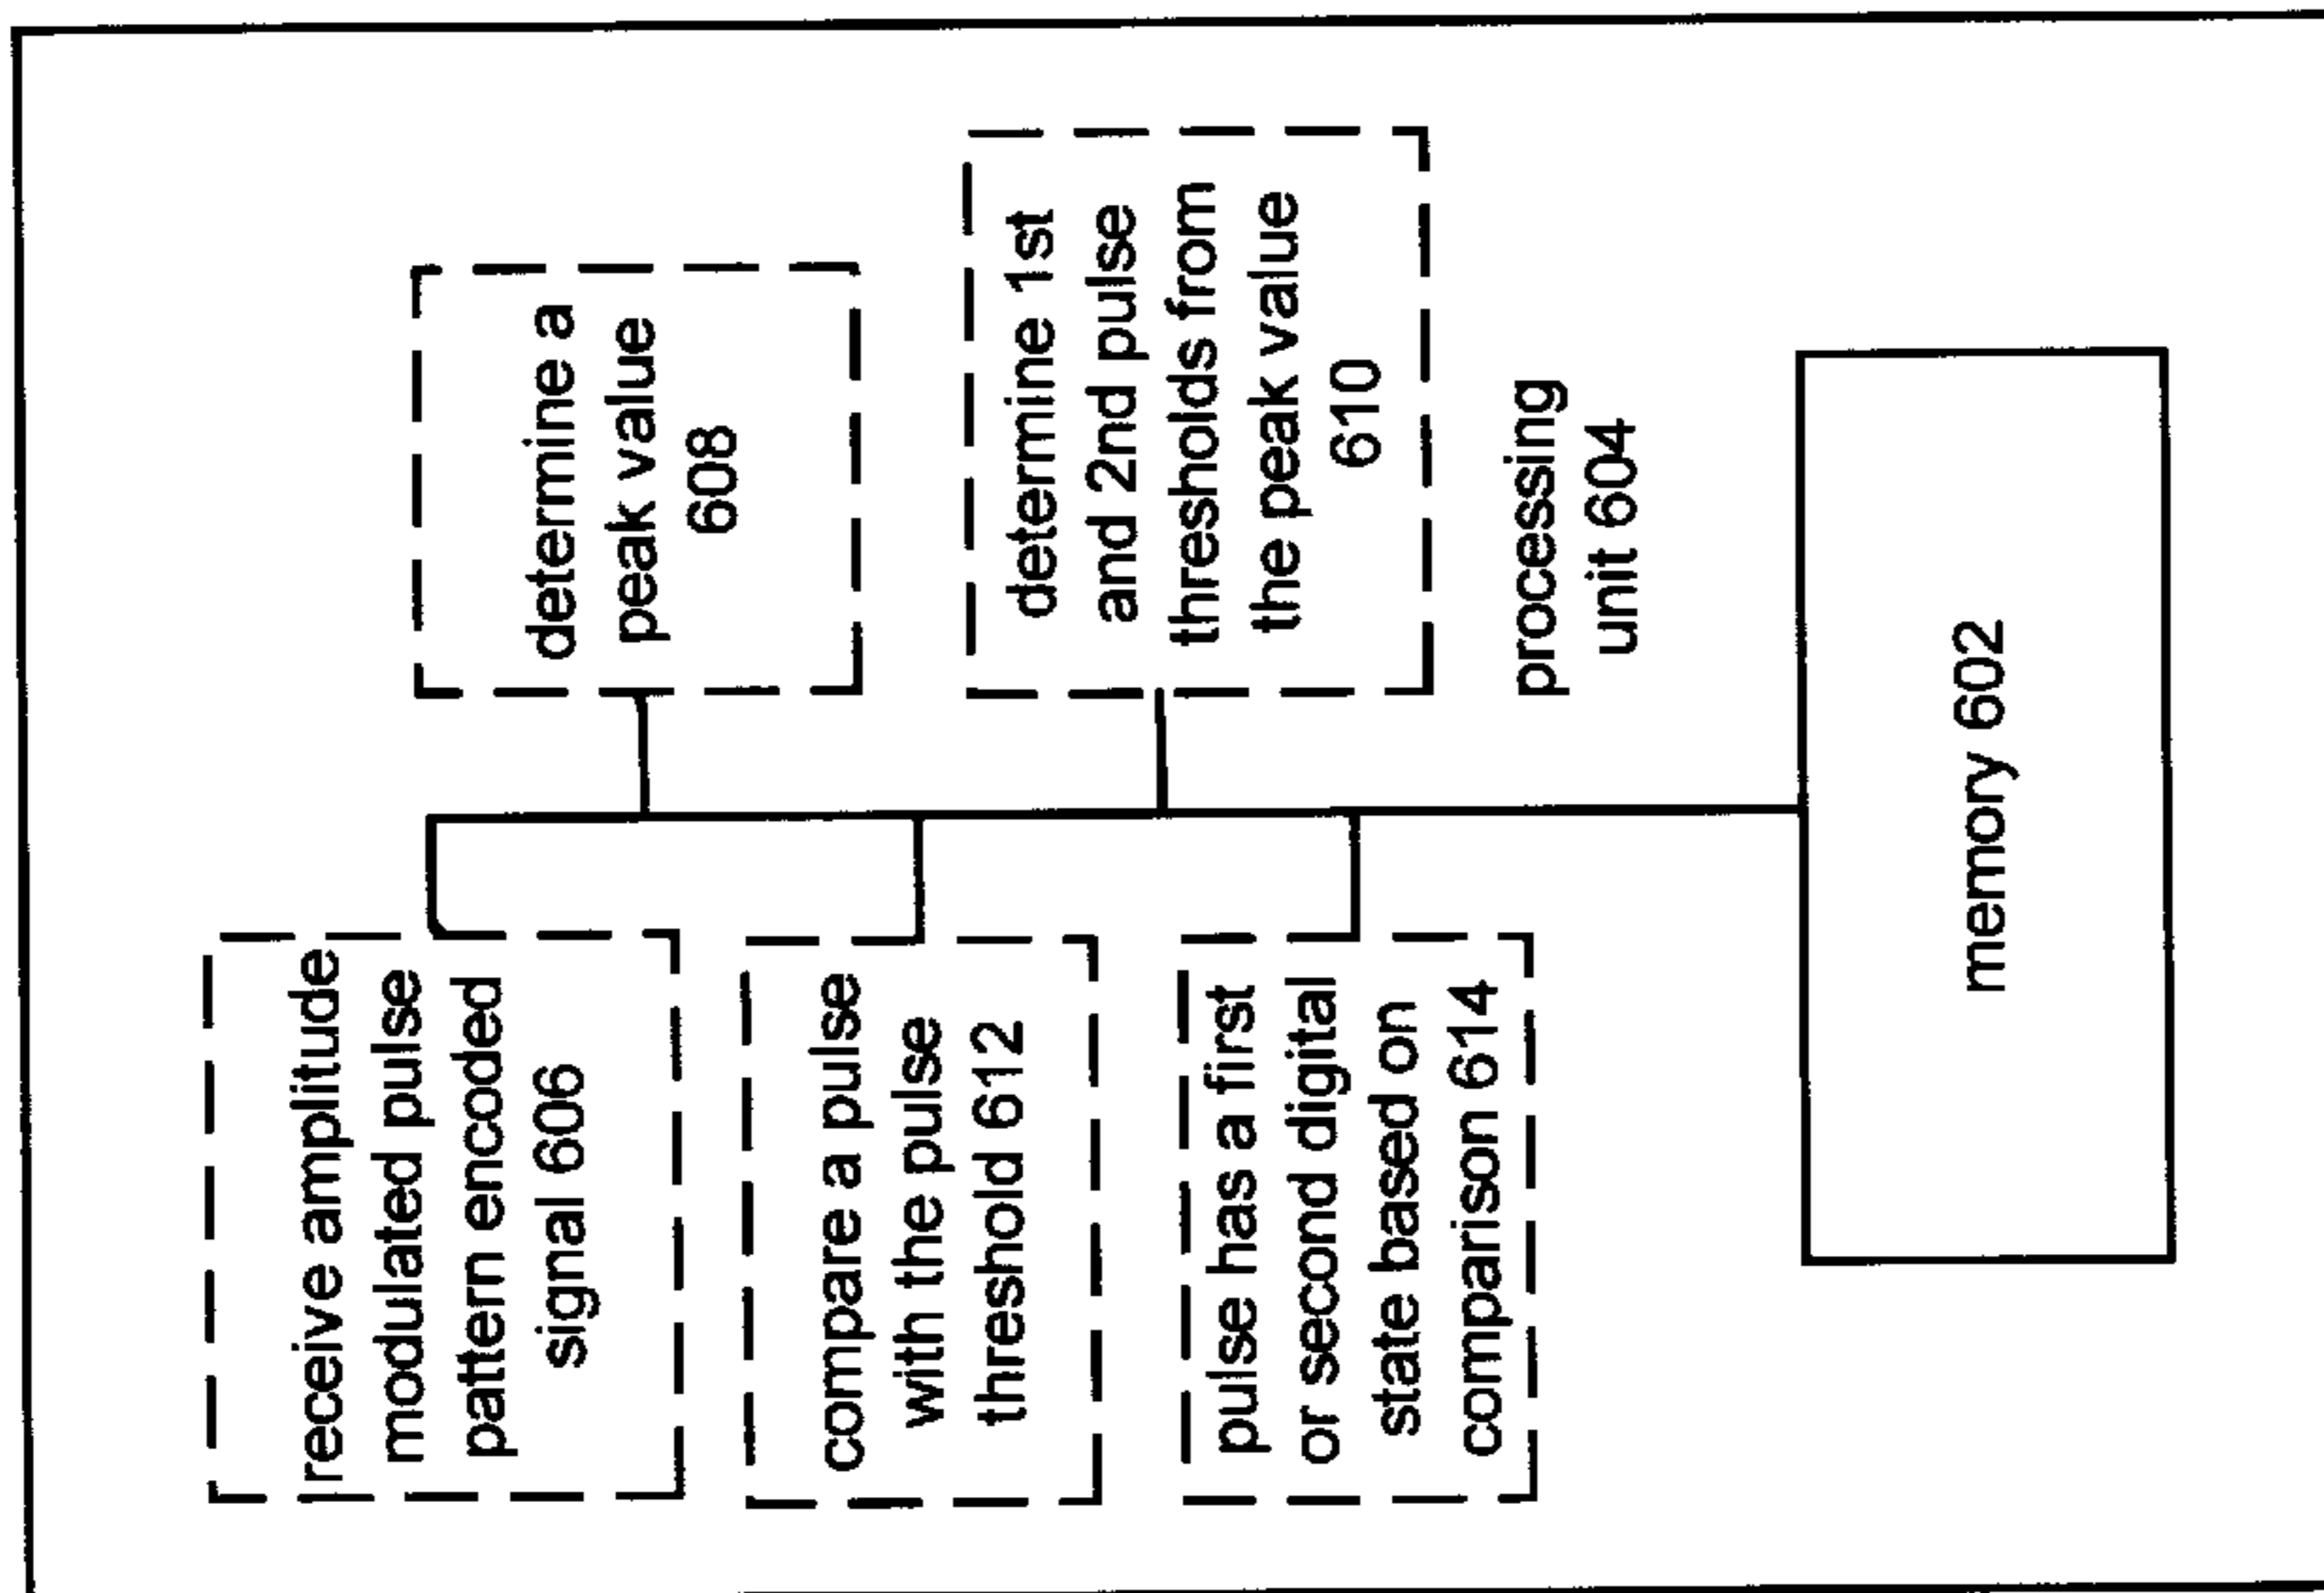 receive amplitude
modulated pulse
pattern encoded
signal 606
determine a
peak value
608
compare a pulse
with the pulse
threshold 612
determine 1st
and 2nd pulse
thresholds from
the peak value
610
pulse has a first
or second digital
state based on
comparison 614
processing
unit 604
memory 602